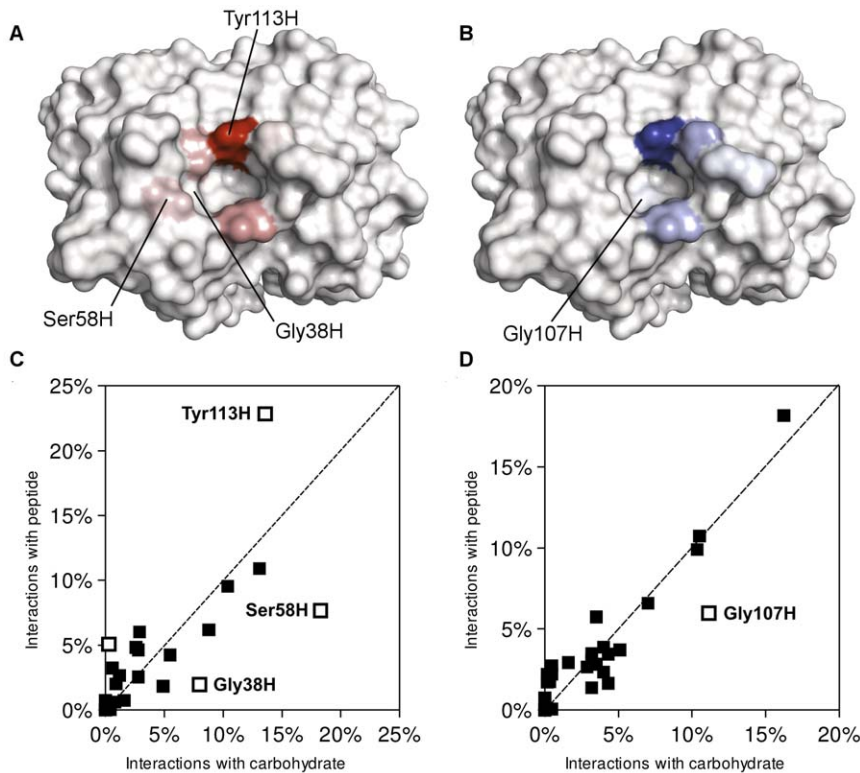 A
Tyr113H
B
Ser58H
Gly38H
Gly107H
C
D
25%
20%
15%
10%
5%
0%
Interactions with peptide
Tyr113H
Ser58H
Gly38H
0% 5% 10% 15% 20% 25%
Interactions with carbohydrate
20%
15%
10%
5%
0%
Interactions with peptide
Gly107H
0% 5% 10% 15% 20%
Interactions with carbohydrate